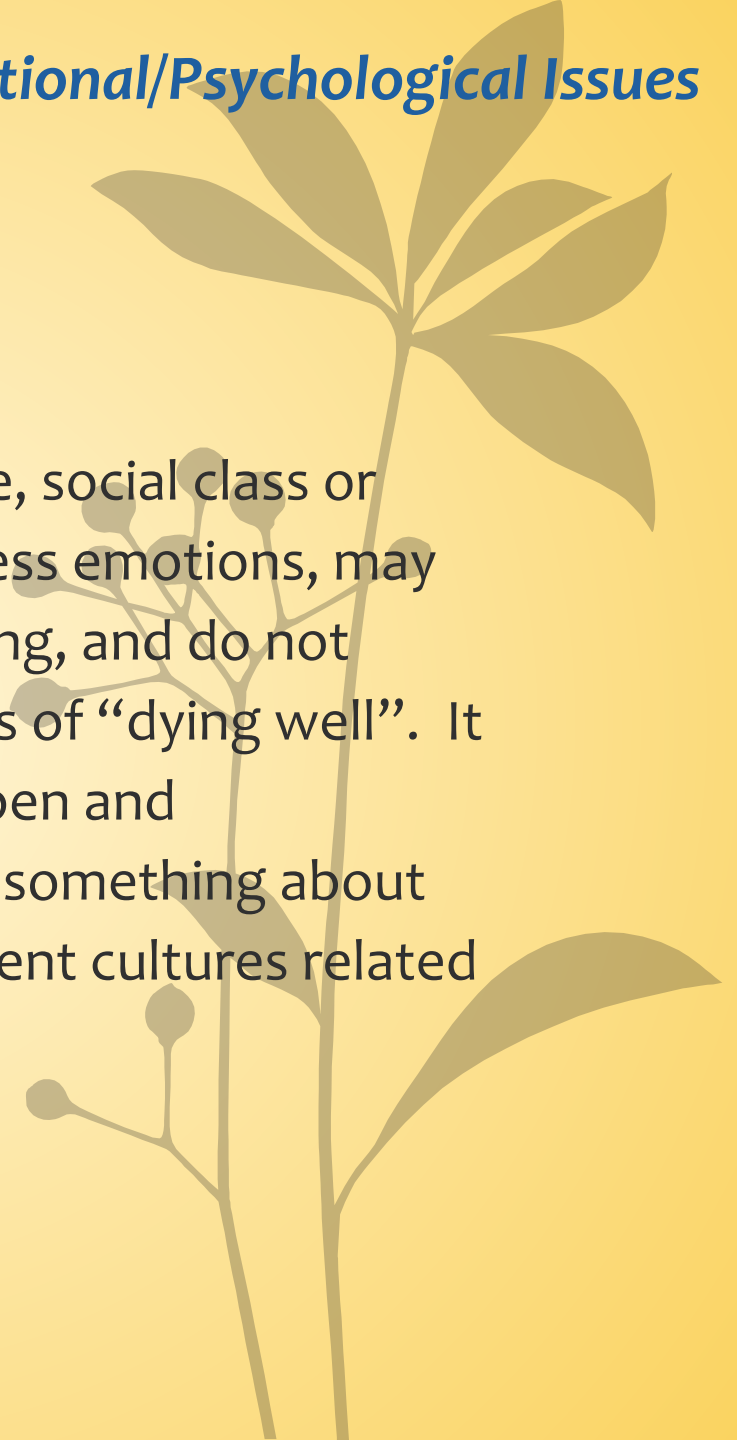 tional/Psychological Issues
e, social class or
ess emotions, may
ng, and do not
s of “dying well”.  It
pen and
something about
ent cultures related